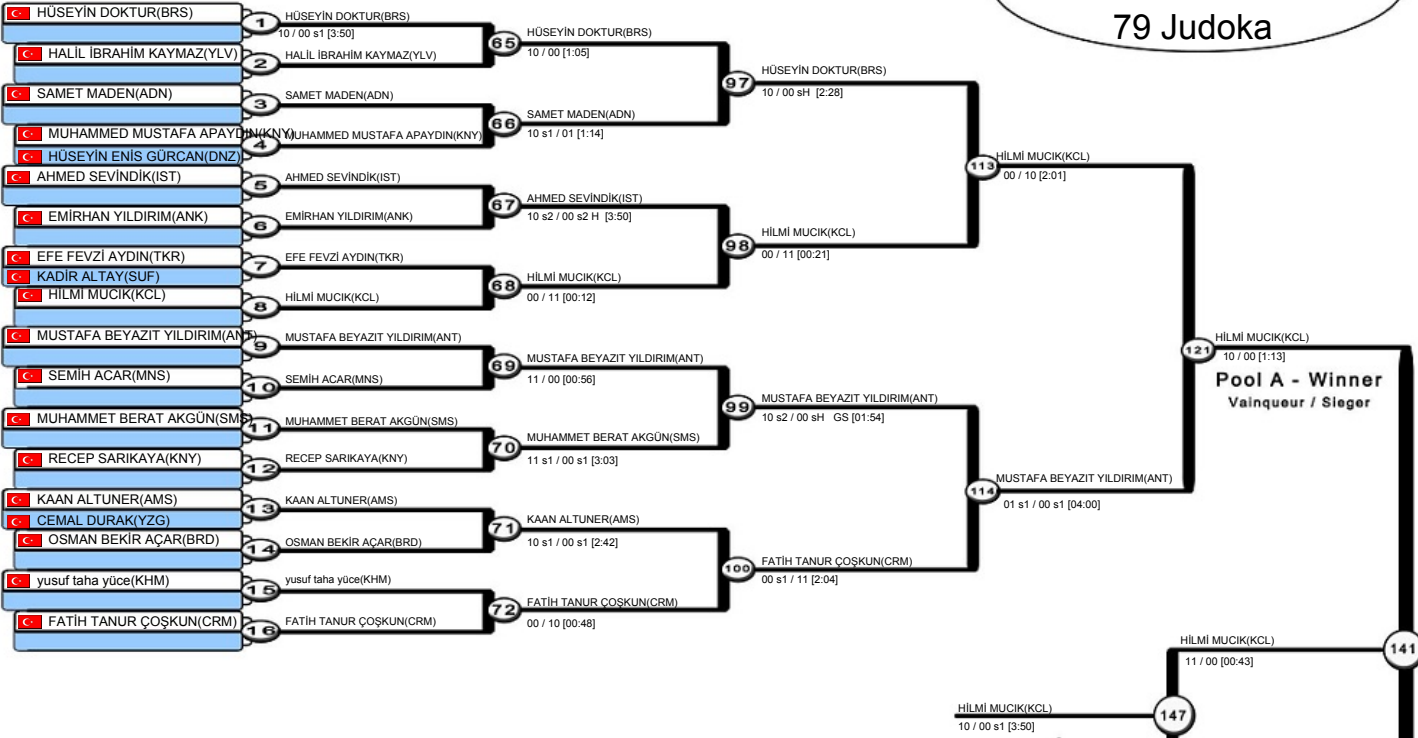 79 Judoka
HÜSEYİN DOKTUR(BRS)
HALİL İBRAHİM KAYMAZ(YLV)
SAMET MADEN(ADN)
MUHAMMED MUSTAFA APAYDIN(KNY)
HÜSEYİN ENİS GÜRCAN(DNZ)
AHMED SEVİNDİK(IST)
EMİRHAN YILDIRIM(ANK)
EFE FEVZİ AYDIN(TKR)
KADİR ALTAY(SUF)
HİLMİ MUCIK(KCL)
MUSTAFA BEYAZIT YILDIRIM(ANT)
SEMİH ACAR(MNS)
MUHAMMET BERAT AKGÜN(SMS)
RECEP SARIKAYA(KNY)
KAAN ALTUNER(AMS)
CEMAL DURAK(YZG)
OSMAN BEKİR AÇAR(BRD)
yusuf taha yüce(KHM)
FATİH TANUR ÇOŞKUN(CRM)
1
HÜSEYİN DOKTUR(BRS)
10 / 00 s1 [3:50]
2
HALİL İBRAHİM KAYMAZ(YLV)
3
SAMET MADEN(ADN)
4
MUHAMMED MUSTAFA APAYDIN(KNY)
5
AHMED SEVİNDİK(IST)
6
EMİRHAN YILDIRIM(ANK)
7
EFE FEVZİ AYDIN(TKR)
8
HİLMİ MUCIK(KCL)
9
MUSTAFA BEYAZIT YILDIRIM(ANT)
10
SEMİH ACAR(MNS)
11
MUHAMMET BERAT AKGÜN(SMS)
12
RECEP SARIKAYA(KNY)
13
KAAN ALTUNER(AMS)
14
OSMAN BEKİR AÇAR(BRD)
15
yusuf taha yüce(KHM)
16
FATİH TANUR ÇOŞKUN(CRM)
65
HÜSEYİN DOKTUR(BRS)
10 / 00 [1:05]
66
SAMET MADEN(ADN)
10 s1 / 01 [1:14]
67
AHMED SEVİNDİK(IST)
10 s2 / 00 s2 H [3:50]
68
HİLMİ MUCIK(KCL)
00 / 11 [00:12]
69
MUSTAFA BEYAZIT YILDIRIM(ANT)
11 / 00 [00:56]
70
MUHAMMET BERAT AKGÜN(SMS)
11 s1 / 00 s1 [3:03]
71
KAAN ALTUNER(AMS)
10 s1 / 00 s1 [2:42]
72
FATİH TANUR ÇOŞKUN(CRM)
00 / 10 [00:48]
97
HÜSEYİN DOKTUR(BRS)
10 / 00 sH [2:28]
98
HİLMİ MUCIK(KCL)
00 / 11 [00:21]
99
MUSTAFA BEYAZIT YILDIRIM(ANT)
10 s2 / 00 sH GS [01:54]
100
FATİH TANUR ÇOŞKUN(CRM)
00 s1 / 11 [2:04]
113
HİLMİ MUCIK(KCL)
00 / 10 [2:01]
114
MUSTAFA BEYAZIT YILDIRIM(ANT)
01 s1 / 00 s1 [04:00]
121
HİLMİ MUCIK(KCL)
10 / 00 [1:13]
Pool A - Winner
Vainqueur / Sieger
HİLMİ MUCIK(KCL)
11 / 00 [00:43]
141
HİLMİ MUCIK(KCL)
10 / 00 s1 [3:50]
147